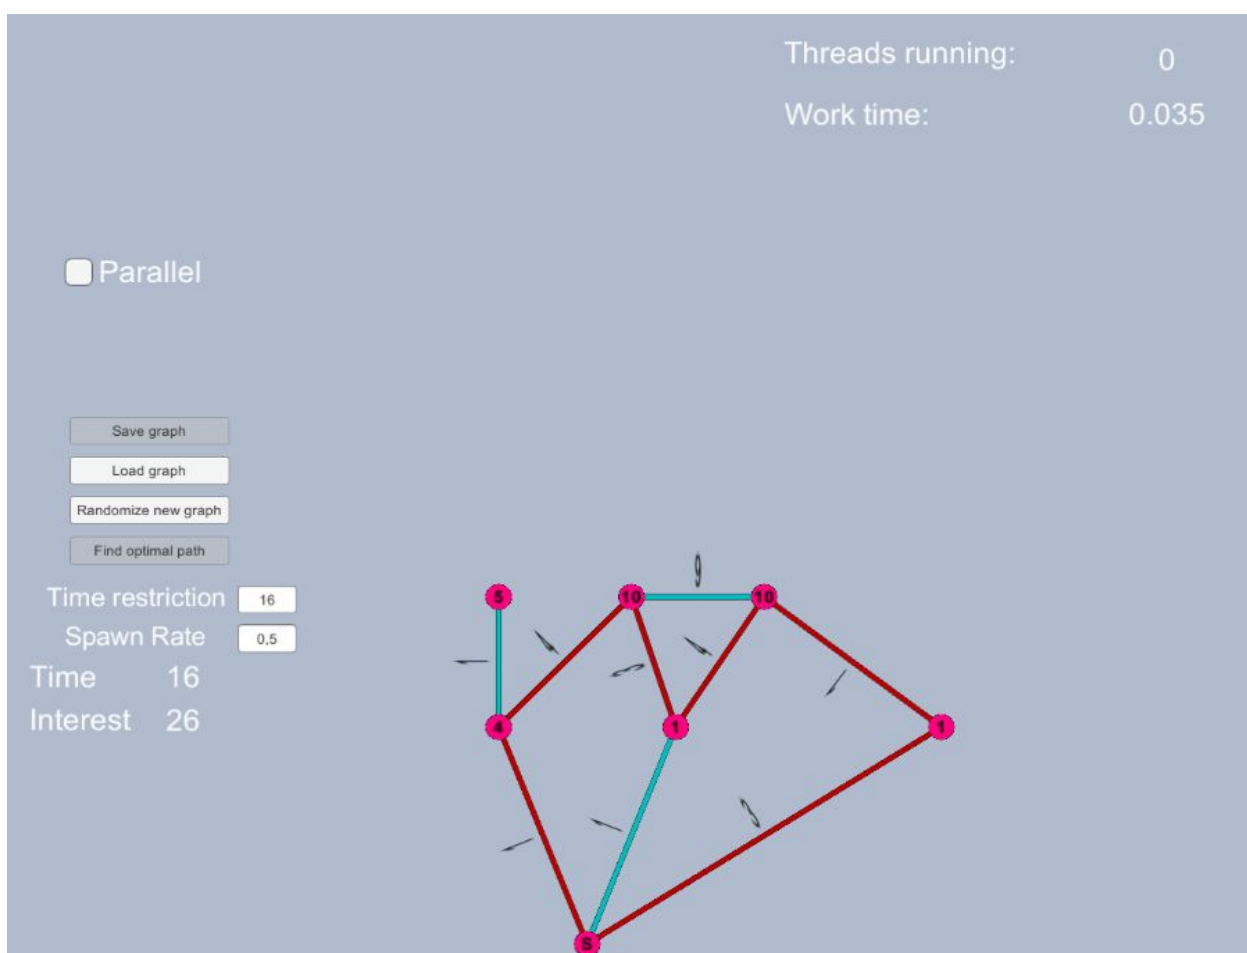 Threads running: 0
Work time: 0.035
Parallel
Save graph
Load graph
Randomize new graph
Find optimal path
Time restriction 16
Spawn Rate 0,5
Time 16
Interest 26
5
10
10
4
1
1
S